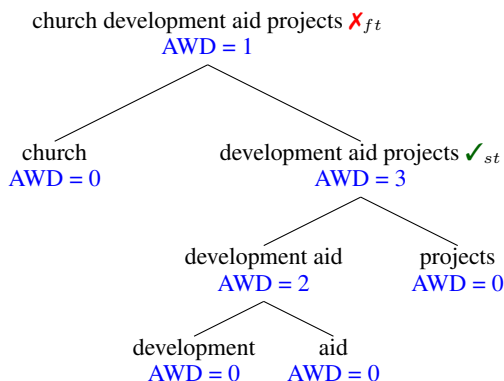 church development aid projects ✗ft
AWD = 1
church
AWD = 0
development aid projects ✓st
AWD = 3
development aid
AWD = 2
projects
AWD = 0
development
AWD = 0
aid
AWD = 0